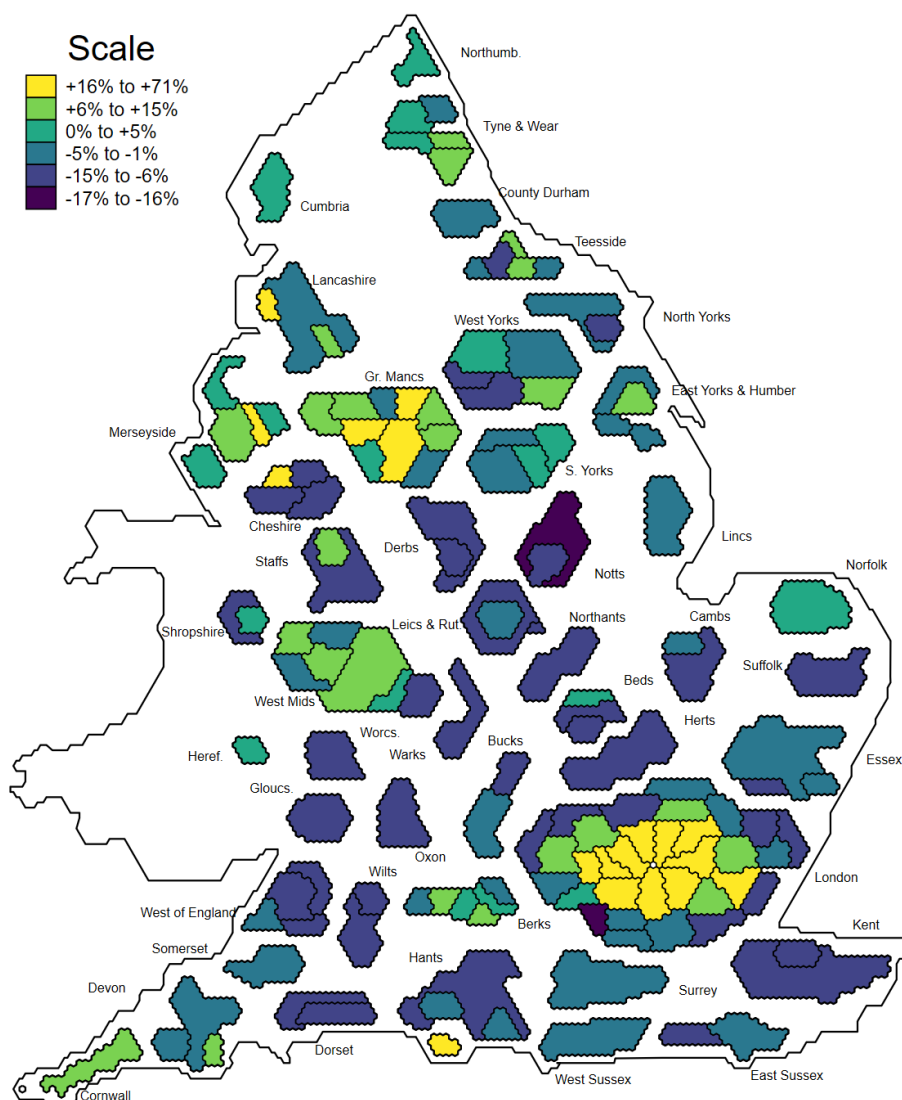 Scale
+16% to +71%
+6% to +15%
0% to +5%
-5% to -1%
-15% to -6%
-17% to -16%
Northumb.
Tyne & Wear
County Durham
Cumbria
Teesside
Lancashire
North Yorks
West Yorks
Gr. Mancs
East Yorks & Humber
Merseyside
S. Yorks
Cheshire
Lincs
Derbs
Staffs
Notts
Norfolk
Shropshire
Leics & Rut.
Northants
Cambs
Suffolk
Beds
West Mids
Herts
Worcs.
Warks
Bucks
Heref.
Essex
Gloucs.
Oxon
Wilts
London
West of England
Berks
Kent
Somerset
Hants
Devon
Surrey
Dorset
West Sussex
East Sussex
Cornwall